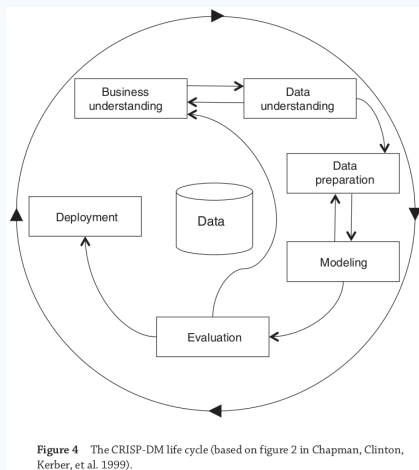 Business
understanding
Data
understanding
Data
preparation
Deployment
Data
Modeling
Evaluation
Figure 4 The CRISP-DM life cycle (based on figure 2 in Chapman, Clinton,
Kerber, et al. 1999).